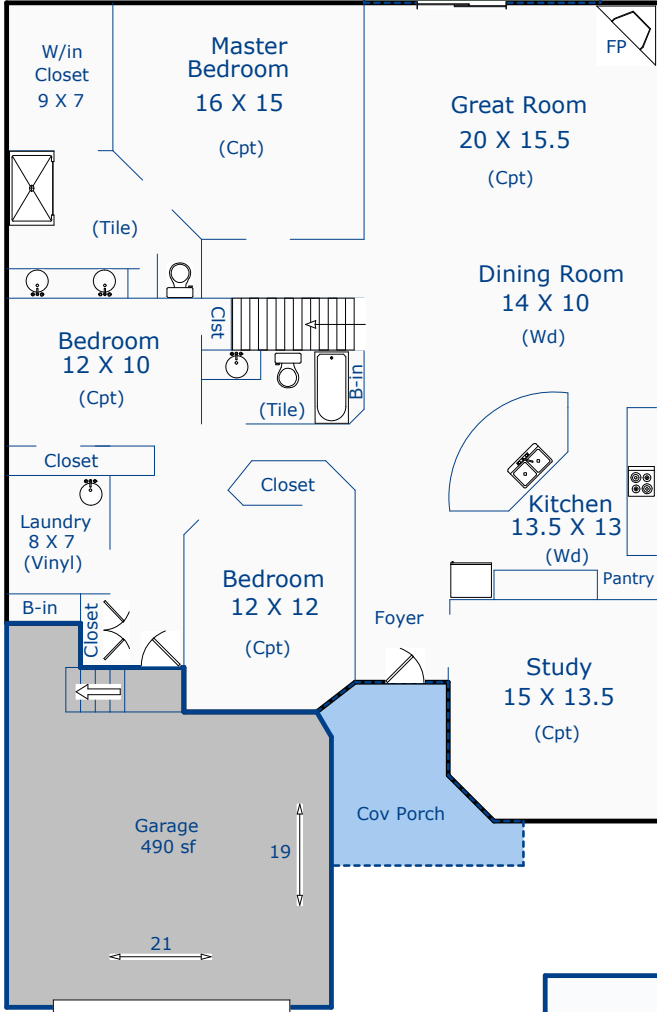 W/in
Closet
9 X 7
Master
Bedroom
16 X 15
(Cpt)
FP
Great Room
20 X 15.5
(Cpt)
(Tile)
Dining Room
14 X 10
(Wd)
Clst
Bedroom
12 X 10
(Cpt)
(Tile)
B-in
Closet
Closet
Laundry
8 X 7
(Vinyl)
Kitchen
13.5 X 13
(Wd)
Pantry
Bedroom
12 X 12
(Cpt)
B-in
Closet
Foyer
Study
15 X 13.5
(Cpt)
Cov Porch
Garage
490 sf
19
21